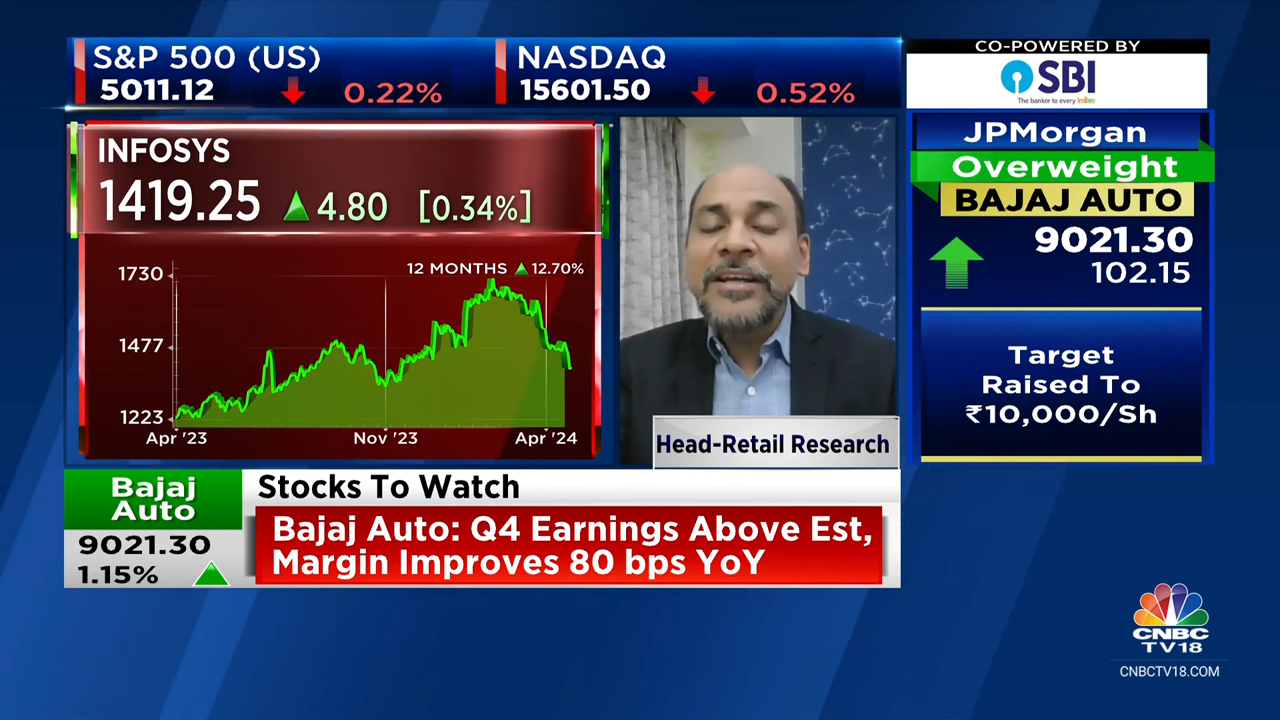 S&P 500 (US)
5011.12 0.22%
NASDAQ
15601.50 0.52%
CO-POWERED BY
SBI
The banker to every Indian
INFOSYS
1419.25 4.80 [0.34%]
12 MONTHS 12.70%
1730
1477
1223
Apr '23 Nov '23 Apr '24
Head-Retail Research
JPMorgan
Overweight
BAJAJ AUTO
9021.30
102.15
Target
Raised To
₹10,000/Sh
Bajaj
Auto
9021.30
1.15%
Stocks To Watch
Bajaj Auto: Q4 Earnings Above Est,
Margin Improves 80 bps YoY
CNBC
TV18
CNBCTV18.COM